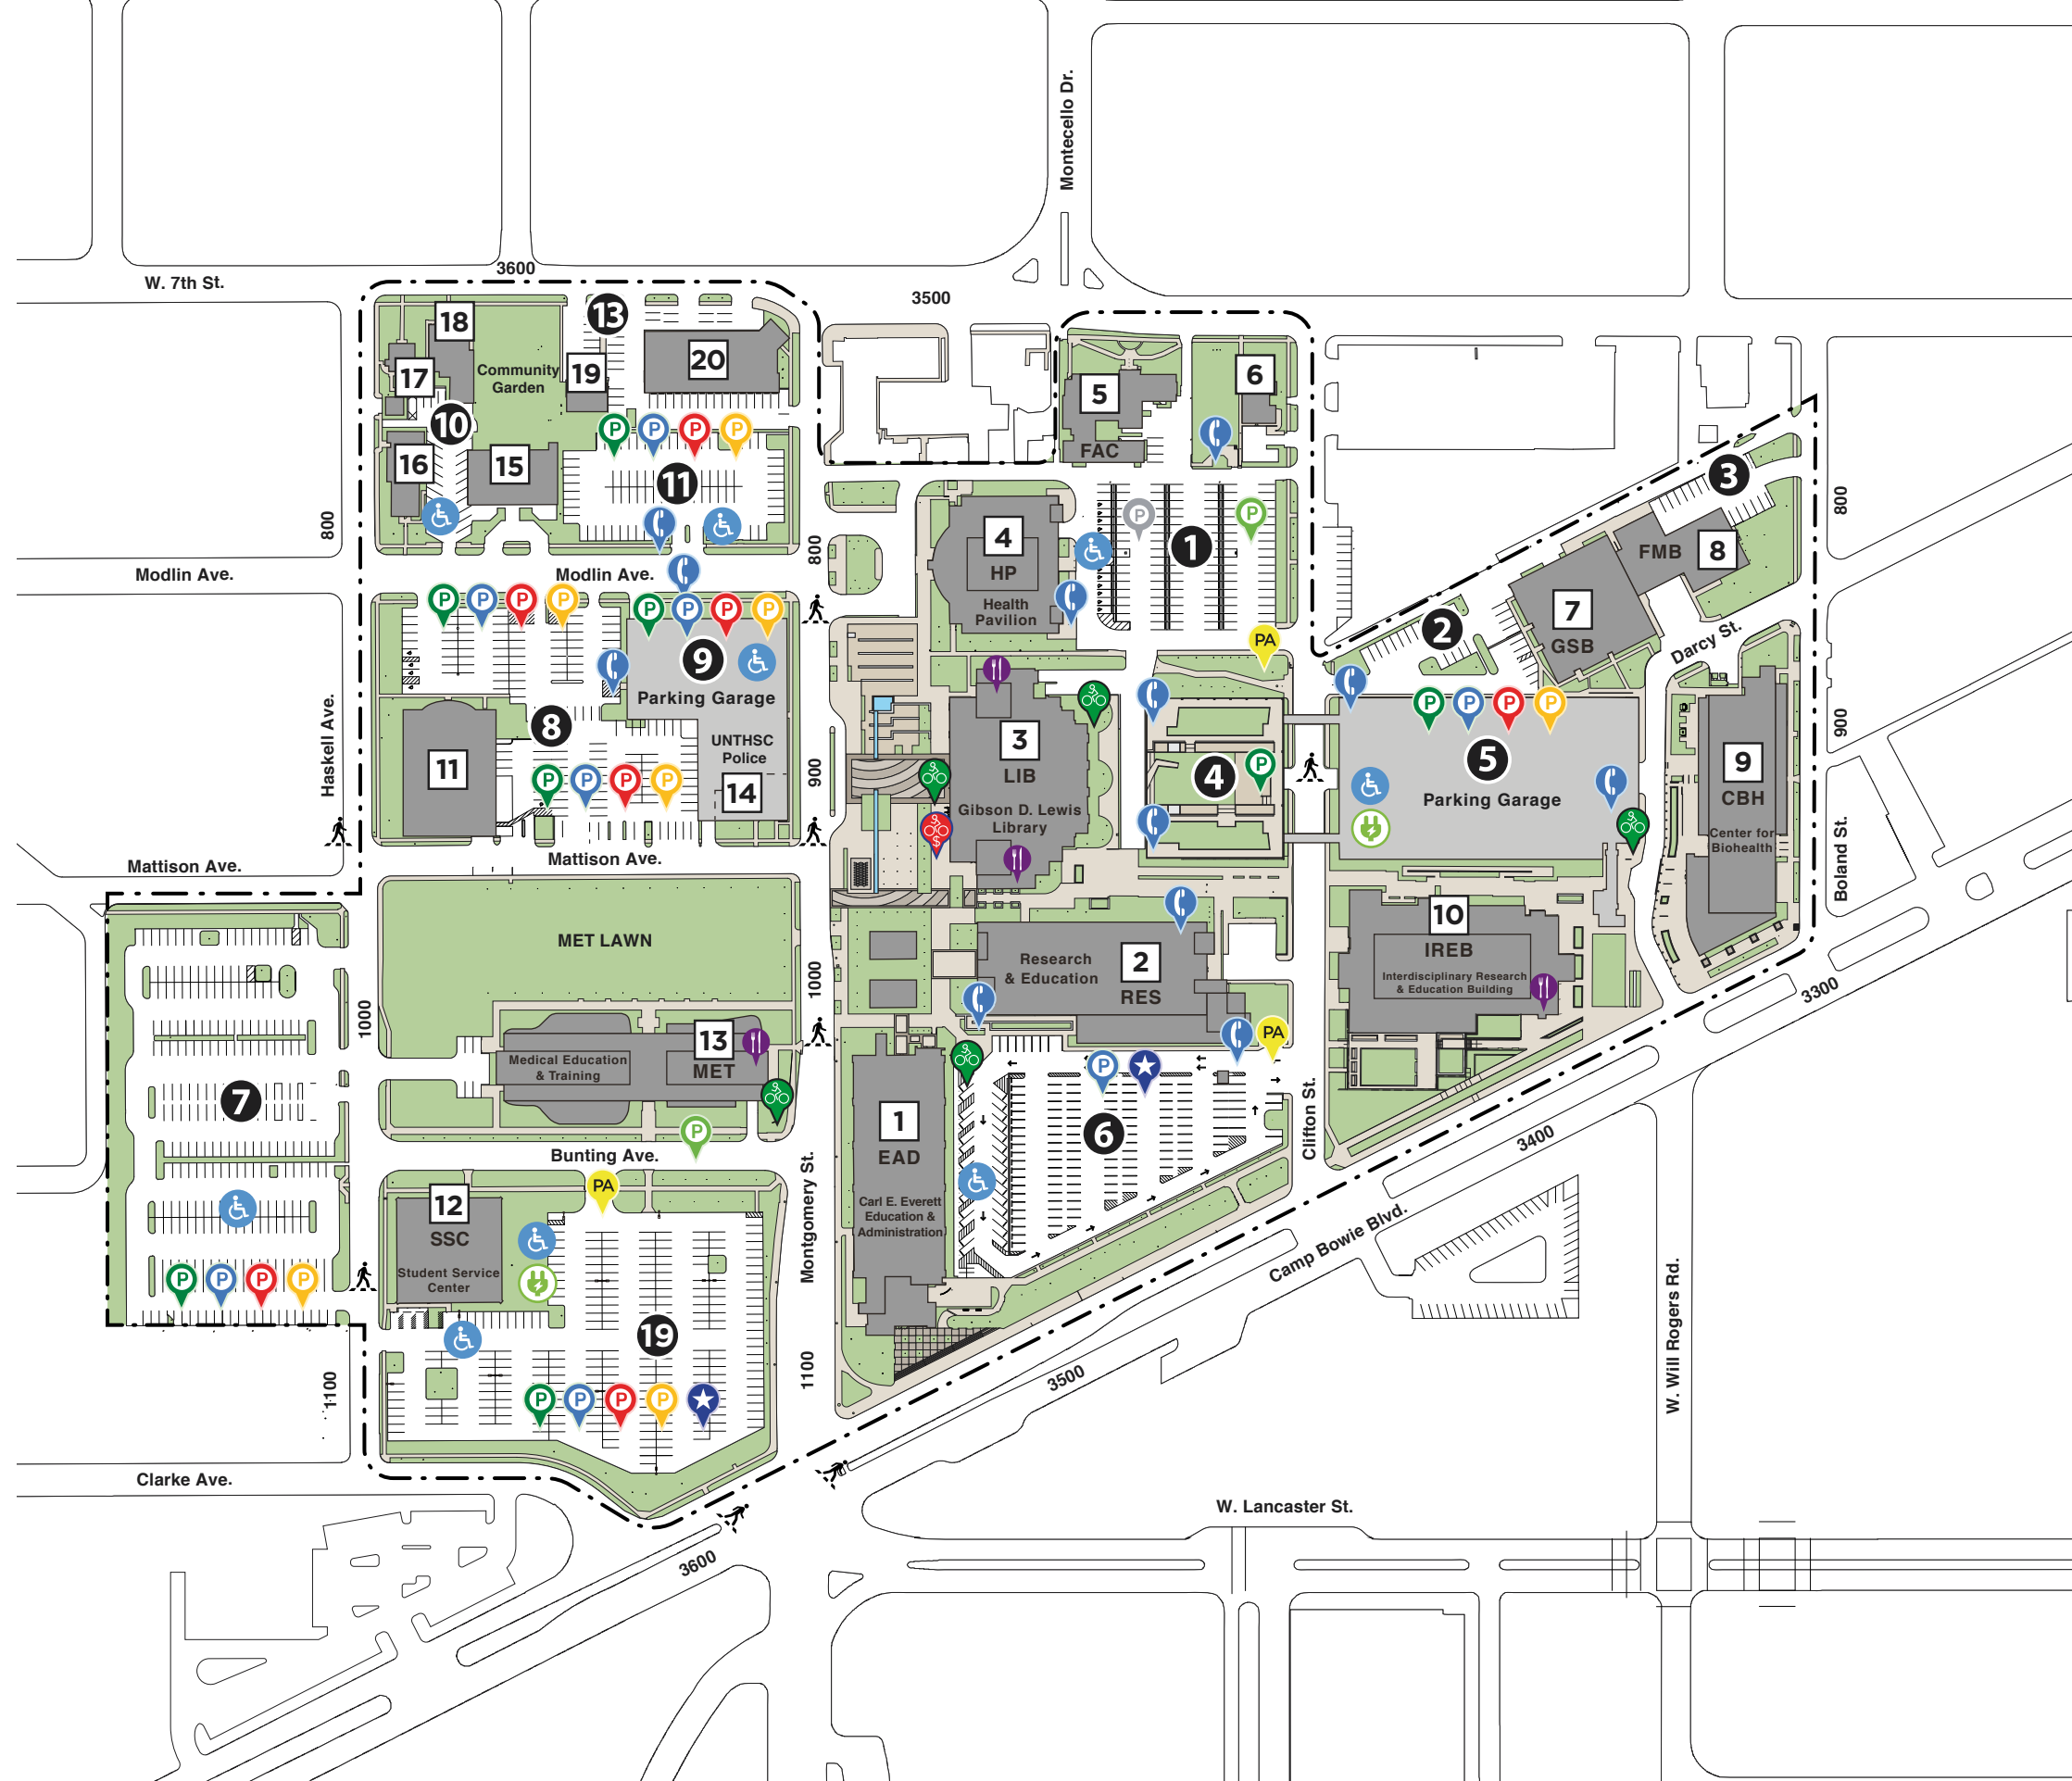 Montecello Dr.
3600
W. 7th St.
3500
13
18
17
19
20
Community
Garden
5
6
10
P
P
P
P
FAC
16
15
11
3
800
800
800
P
P
1
4
HP
Health
Pavilion
FMB
8
Modlin Ave.
Modlin Ave.
P
P
P
P
P
P
P
P
2
7
GSB
Darcy St.
PA
9
Parking Garage
Haskell Ave.
8
UNTHSC
Police
14
11
P
P
P
P
900
3
LIB
Gibson D. Lewis
Library
$
4
P
P
P
P
P
5
Parking Garage
900
9
CBH
Center for
Biohealth
Boland St.
Mattison Ave.
Mattison Ave.
MET LAWN
10
IREB
Interdisciplinary Research
& Education Building
1000
1000
Research
& Education
2
RES
3300
13
MET
Medical Education
& Training
PA
7
P
1
EAD
Carl E. Everett
Education &
Administration
P
6
Clifton St.
3400
Bunting Ave.
PA
12
SSC
Student Service
Center
Montgomery St.
Camp Bowie Blvd.
P
P
P
P
19
1100
1100
P
P
P
P
3500
W. Will Rogers Rd.
Clarke Ave.
W. Lancaster St.
3600